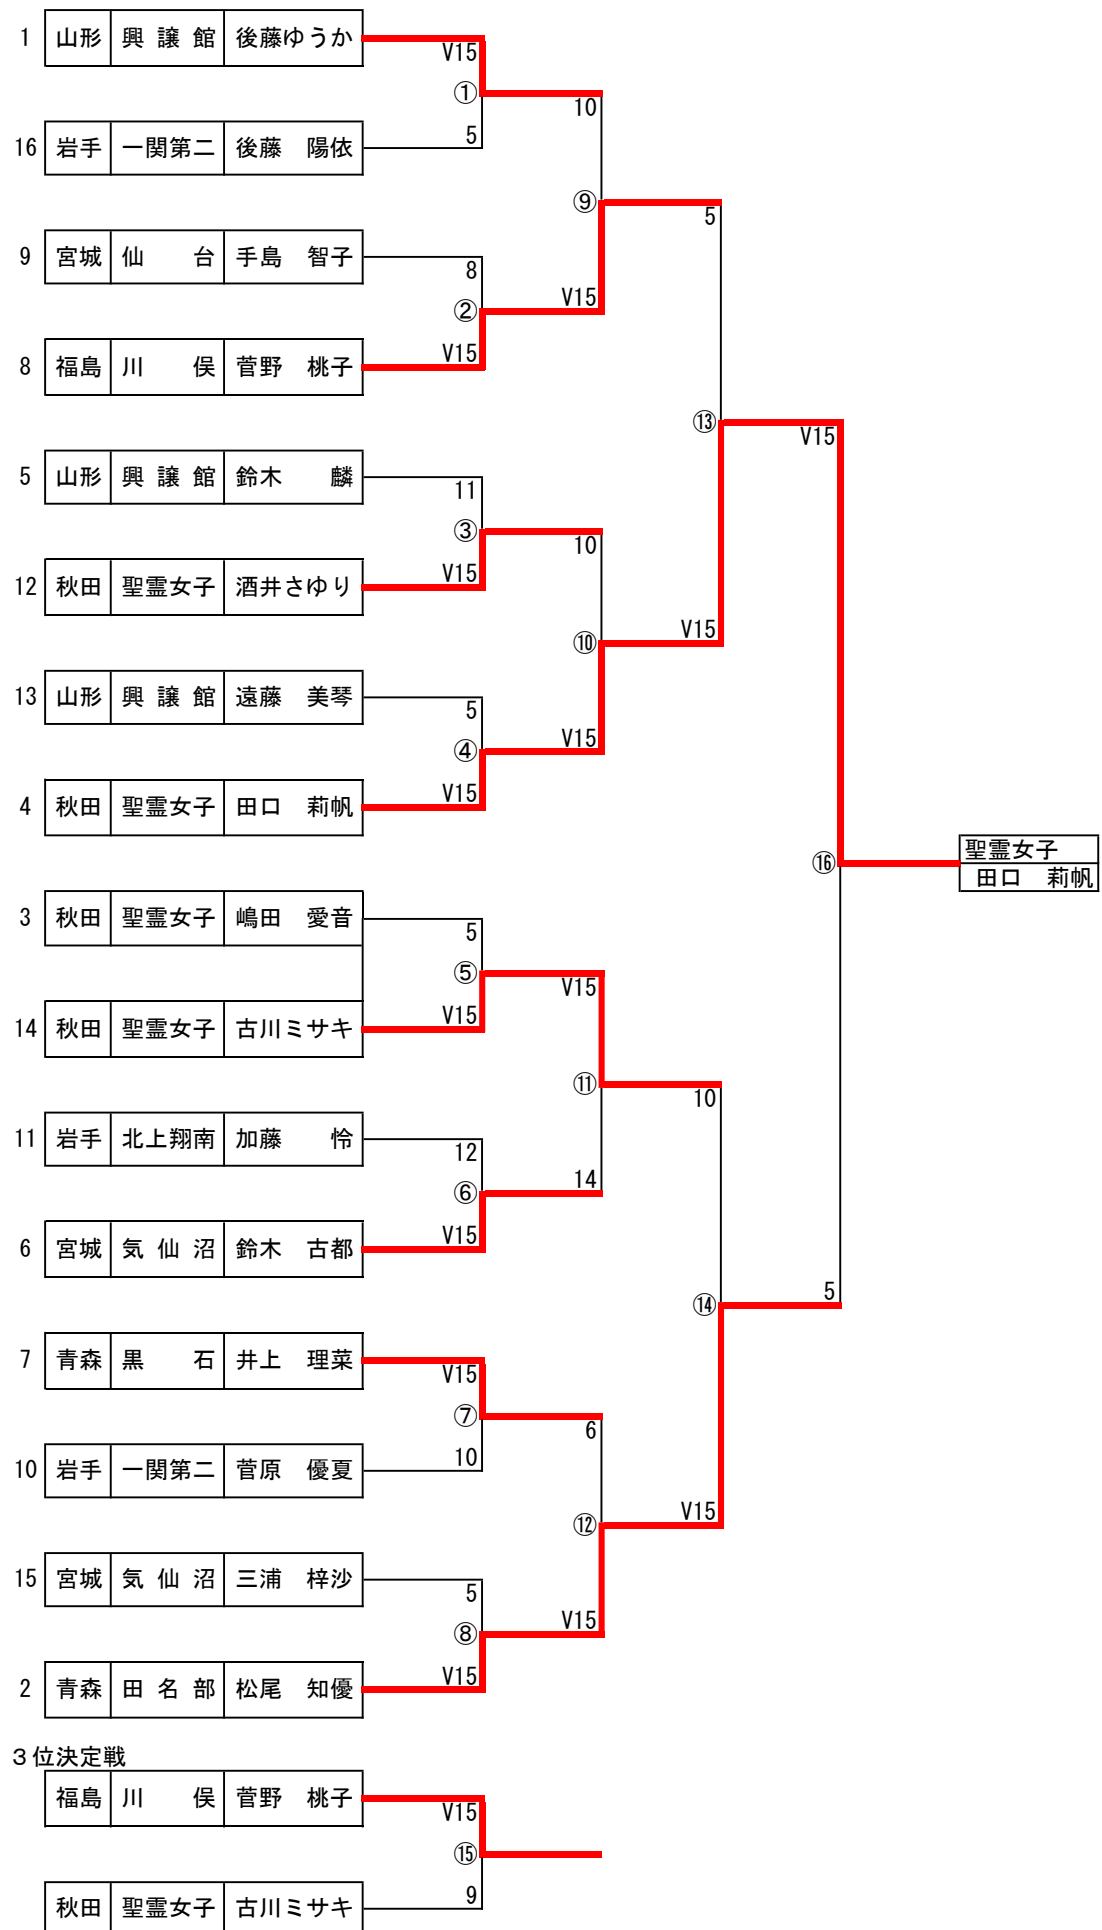 1 山形 興 譲 館 後藤ゆうか
V15
①
10
5
16 岩手 一関第二 後藤 陽依
⑨
5
9 宮城 仙 台 手島 智子
8
②
V15
8 福島 川 俣 菅野 桃子
V15
⑬
V15
5 山形 興 譲 館 鈴木 麟
11
③
10
12 秋田 聖霊女子 酒井さゆり
V15
⑩
V15
13 山形 興 譲 館 遠藤 美琴
5
④
V15
4 秋田 聖霊女子 田口 莉帆
V15
⑯
聖霊女子
田口 莉帆
3 秋田 聖霊女子 嶋田 愛音
5
⑤
V15
14 秋田 聖霊女子 古川ミサキ
V15
⑪
10
11 岩手 北上翔南 加藤 怜
12
⑥
14
6 宮城 気 仙 沼 鈴木 古都
V15
⑭
5
7 青森 黒 石 井上 理菜
V15
⑦
6
10 岩手 一関第二 菅原 優夏
10
⑫
V15
15 宮城 気 仙 沼 三浦 梓沙
5
⑧
V15
2 青森 田 名 部 松尾 知優
V15
３位決定戦
福島 川 俣 菅野 桃子
V15
⑮
9
秋田 聖霊女子 古川ミサキ